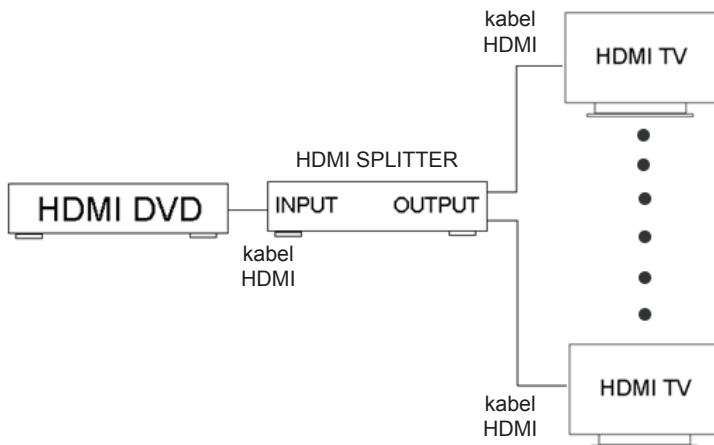 kabel
HDMI
HDMI TV
HDMI SPLITTER
HDMI DVD
INPUT
OUTPUT
kabel
HDMI
HDMI TV
kabel
HDMI